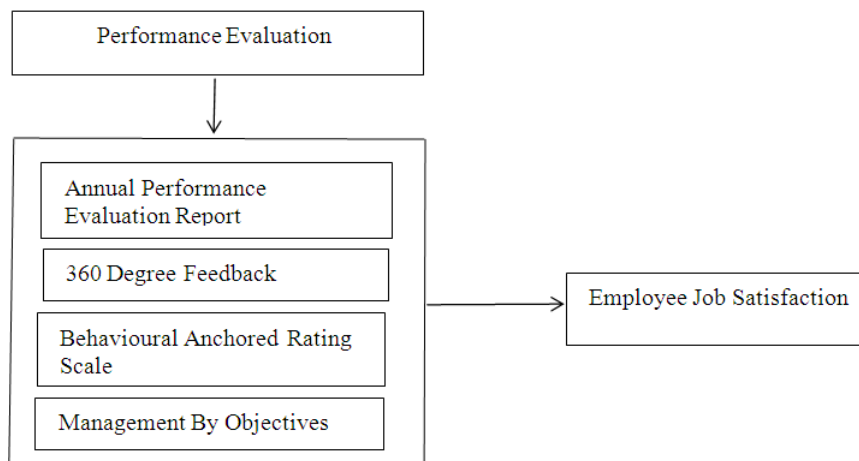 Performance Evaluation
Annual Performance
Evaluation Report
360 Degree Feedback
Behavioural Anchored Rating
Scale
Management By Objectives
Employee Job Satisfaction